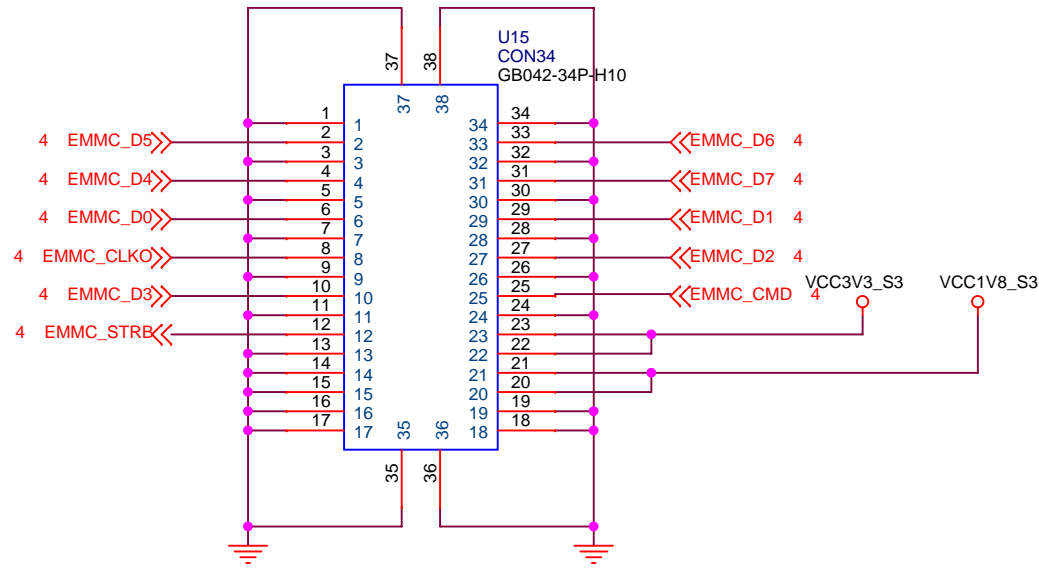 U15
CON34
GB042-34P-H10
37 38
37 38
1 1 34 34
4 EMMC_D5 2 2 33 33 EMMC_D6 4
3 3 32 32
4 EMMC_D4 4 4 31 31 EMMC_D7 4
5 5 30 30
4 EMMC_D0 6 6 29 29 EMMC_D1 4
7 7 28 28
4 EMMC_CLKO 8 8 27 27 EMMC_D2 4
9 9 26 26
4 EMMC_D3 10 10 25 25 EMMC_CMD 4 VCC3V3_S3 VCC1V8_S3
11 11 24 24
4 EMMC_STRB 12 12 23 23
13 13 22 22
14 14 21 21
15 15 20 20
16 16 19 19
17 17 18 18
35 36
35 36